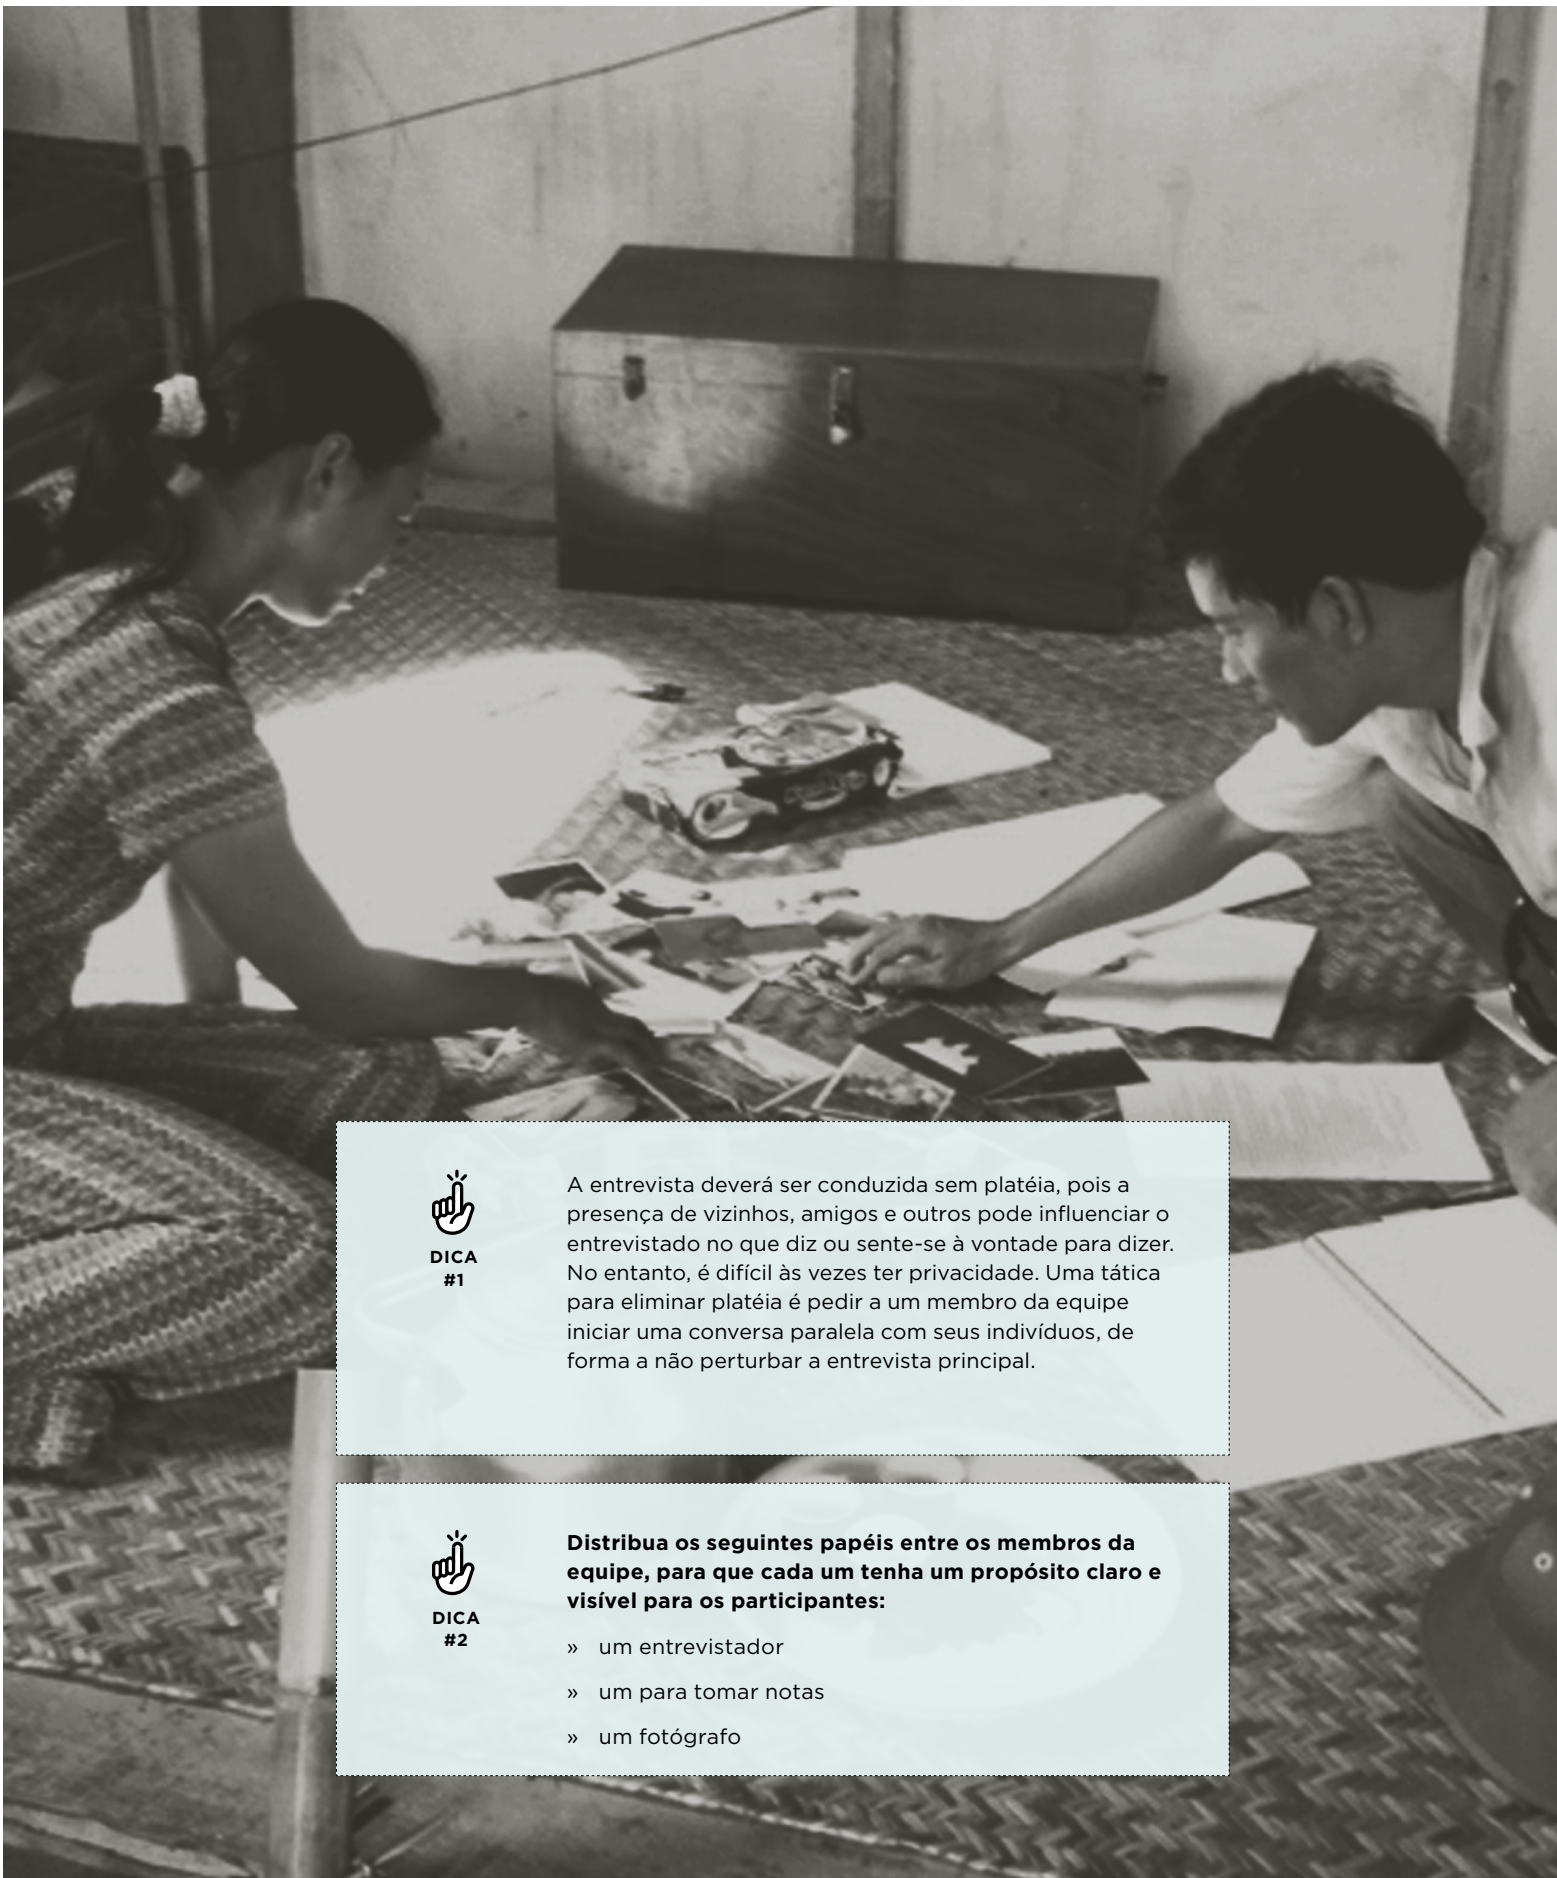 DICA
#1
A entrevista deverá ser conduzida sem platéia, pois a
presença de vizinhos, amigos e outros pode influenciar o
entrevistado no que diz ou sente-se à vontade para dizer.
No entanto, é difícil às vezes ter privacidade. Uma tática
para eliminar platéia é pedir a um membro da equipe
iniciar uma conversa paralela com seus indivíduos, de
forma a não perturbar a entrevista principal.
DICA
#2
Distribua os seguintes papéis entre os membros da
equipe, para que cada um tenha um propósito claro e
visível para os participantes:
» um entrevistador
» um para tomar notas
» um fotógrafo